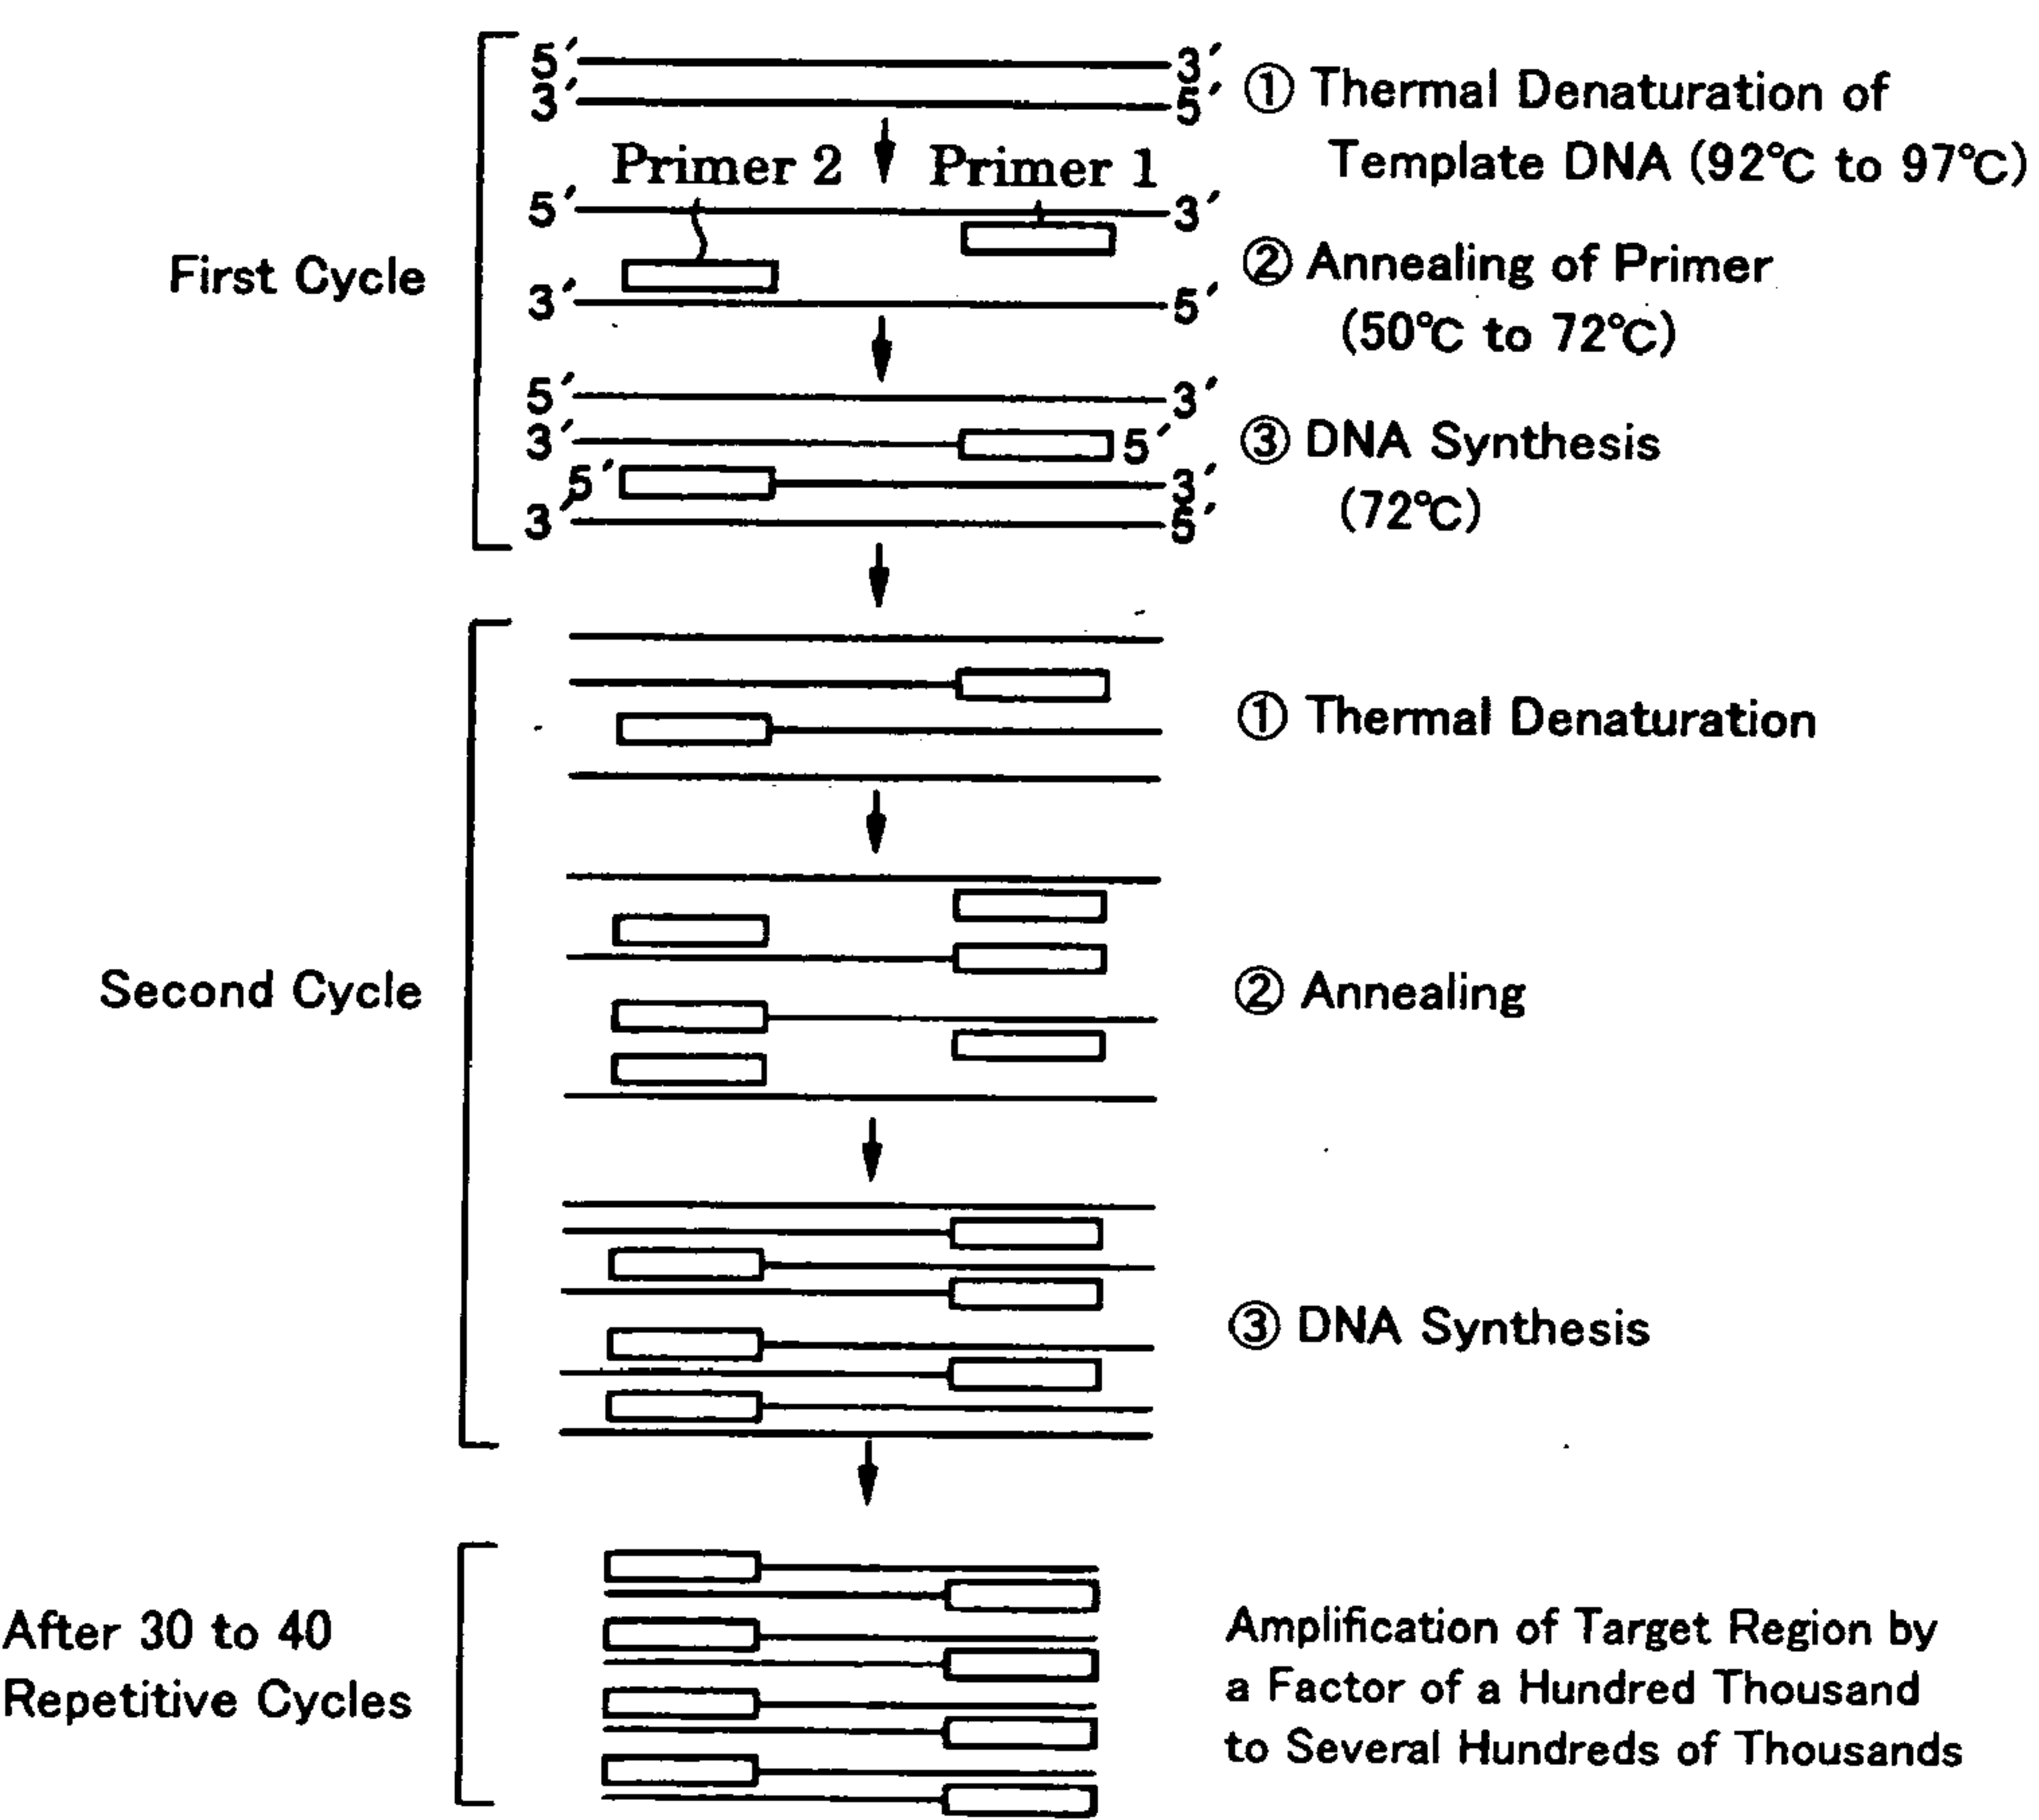 5′ 3′
3′ 5′
① Thermal Denaturation of
Template DNA (92℃ to 97℃)
Primer 2 Primer 1
5′ 3′
First Cycle
② Annealing of Primer
(50℃ to 72℃)
3′ 5′
5′ 3′
3′ 5′
③ DNA Synthesis
(72℃)
5′ 3′
3′ 5′
① Thermal Denaturation
Second Cycle
② Annealing
③ DNA Synthesis
After 30 to 40
Repetitive Cycles
Amplification of Target Region by
a Factor of a Hundred Thousand
to Several Hundreds of Thousands